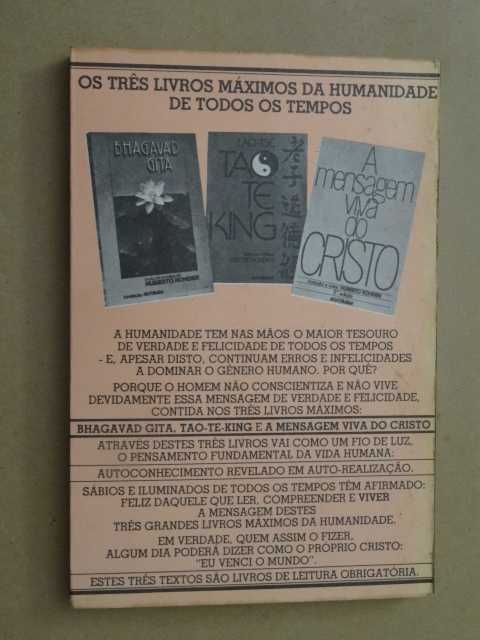 OS TRÊS LIVROS MÁXIMOS DA HUMANIDADE
DE TODOS OS TEMPOS
BHAGAVAD
GITA
HUBERTO ROHDEN
LAO-TSE
TAO
TE
KING
老子道德經
A
mensagem
viva
do
CRISTO
HUBERTO ROHDEN
A HUMANIDADE TEM NAS MÃOS O MAIOR TESOURO
DE VERDADE E FELICIDADE DE TODOS OS TEMPOS
- E, APESAR DISTO, CONTINUAM ERROS E INFELICIDADES
A DOMINAR O GÊNERO HUMANO. POR QUÊ?
PORQUE O HOMEM NÃO CONSCIENTIZA E NÃO VIVE
DEVIDAMENTE ESSA MENSAGEM DE VERDADE E FELICIDADE,
CONTIDA NOS TRÊS LIVROS MÁXIMOS:
BHAGAVAD GITA, TAO-TE-KING E A MENSAGEM VIVA DO CRISTO
ATRAVÉS DESTES TRÊS LIVROS VAI COMO UM FIO DE LUZ,
O PENSAMENTO FUNDAMENTAL DA VIDA HUMANA:
AUTOCONHECIMENTO REVELADO EM AUTO-REALIZAÇÃO.
SÁBIOS E ILUMINADOS DE TODOS OS TEMPOS TÊM AFIRMADO:
FELIZ DAQUELE QUE LER, COMPREENDER E VIVER
A MENSAGEM DESTES
TRÊS GRANDES LIVROS MÁXIMOS DA HUMANIDADE.
EM VERDADE, QUEM ASSIM O FIZER,
ALGUM DIA PODERÁ DIZER COMO O PRÓPRIO CRISTO:
"EU VENCI O MUNDO".
ESTES TRÊS TEXTOS SÃO LIVROS DE LEITURA OBRIGATÓRIA.